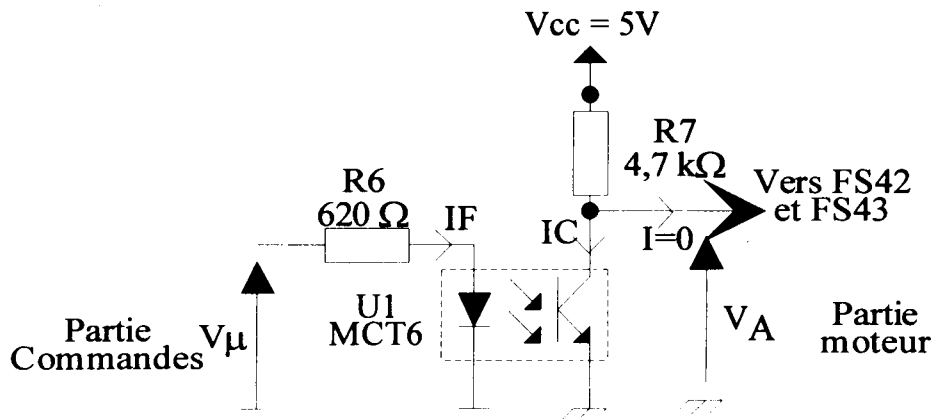 Vcc = 5V
R7
4,7 kΩ
Vers FS42
et FS43
R6
620 Ω
IF
IC
I=0
U1
MCT6
Partie
Commandes
Vμ
VA
Partie
moteur